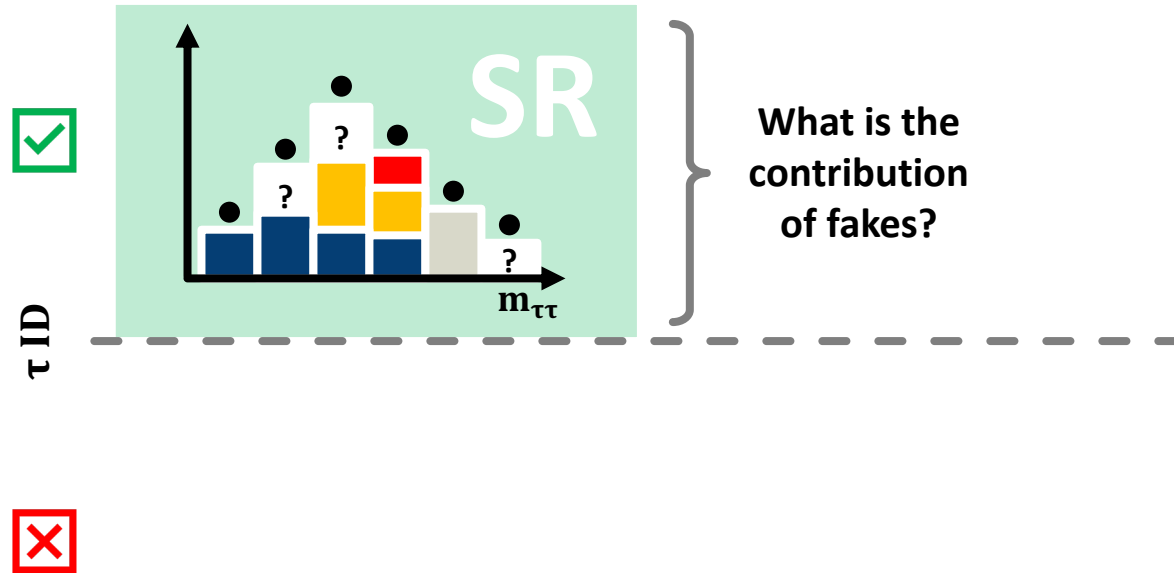 SR
?
?
?
m_ττ
What is the
contribution
of fakes?
τ ID